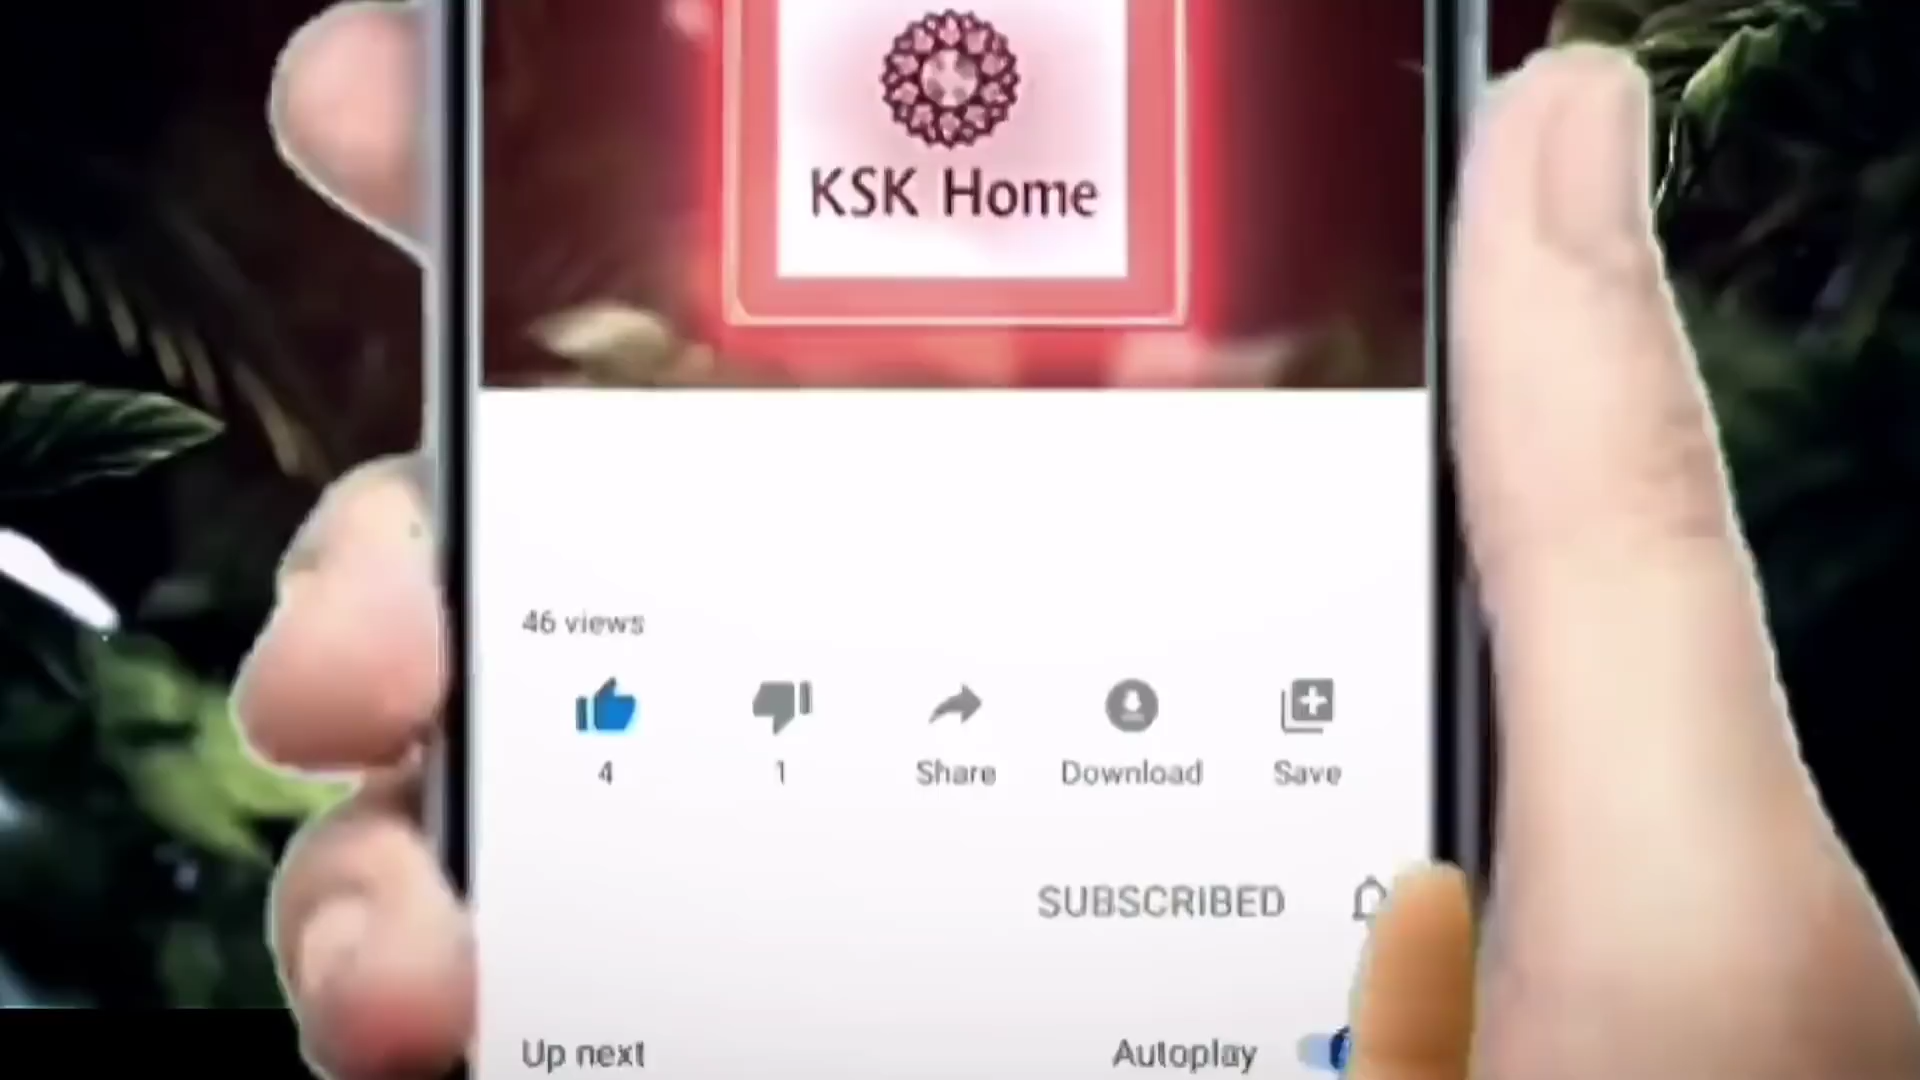 KSK Home
46 views
4
1
Share
Download
Save
SUBSCRIBED
Up next
Autoplay